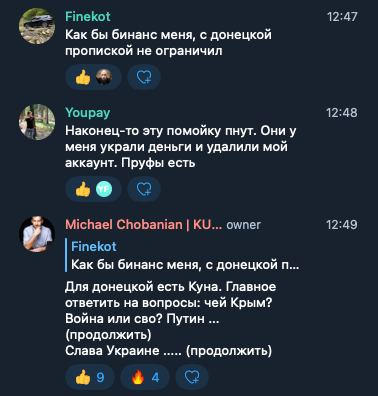 Finekot 12:47
Как бы бинанс меня, с донецкой
пропиской не ограничил
👍
Youpay 12:48
Наконец-то эту помойку пнут. Они у
меня украли деньги и удалили мой
аккаунт. Пруфы есть
👍 YF
Michael Chobanian | KU... owner 12:49
Finekot
Как бы бинанс меня, с донецкой п...
Для донецкой есть Куна. Главное
ответить на вопросы: чей Крым?
Война или сво? Путин ...
(продолжить)
Слава Украине ..... (продолжить)
👍 9 🔥 4